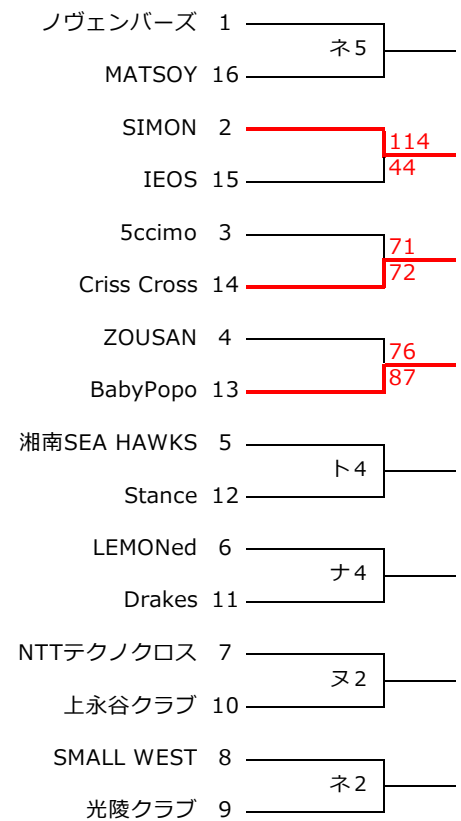 ノヴェンバーズ 1
ネ5
MATSOY 16
SIMON 2
114
44
IEOS 15
5ccimo 3
71
72
Criss Cross 14
ZOUSAN 4
76
87
BabyPopo 13
湘南SEA HAWKS 5
ト4
Stance 12
LEMONed 6
ナ4
Drakes 11
NTTテクノクロス 7
ヌ2
上永谷クラブ 10
SMALL WEST 8
ネ2
光陵クラブ 9